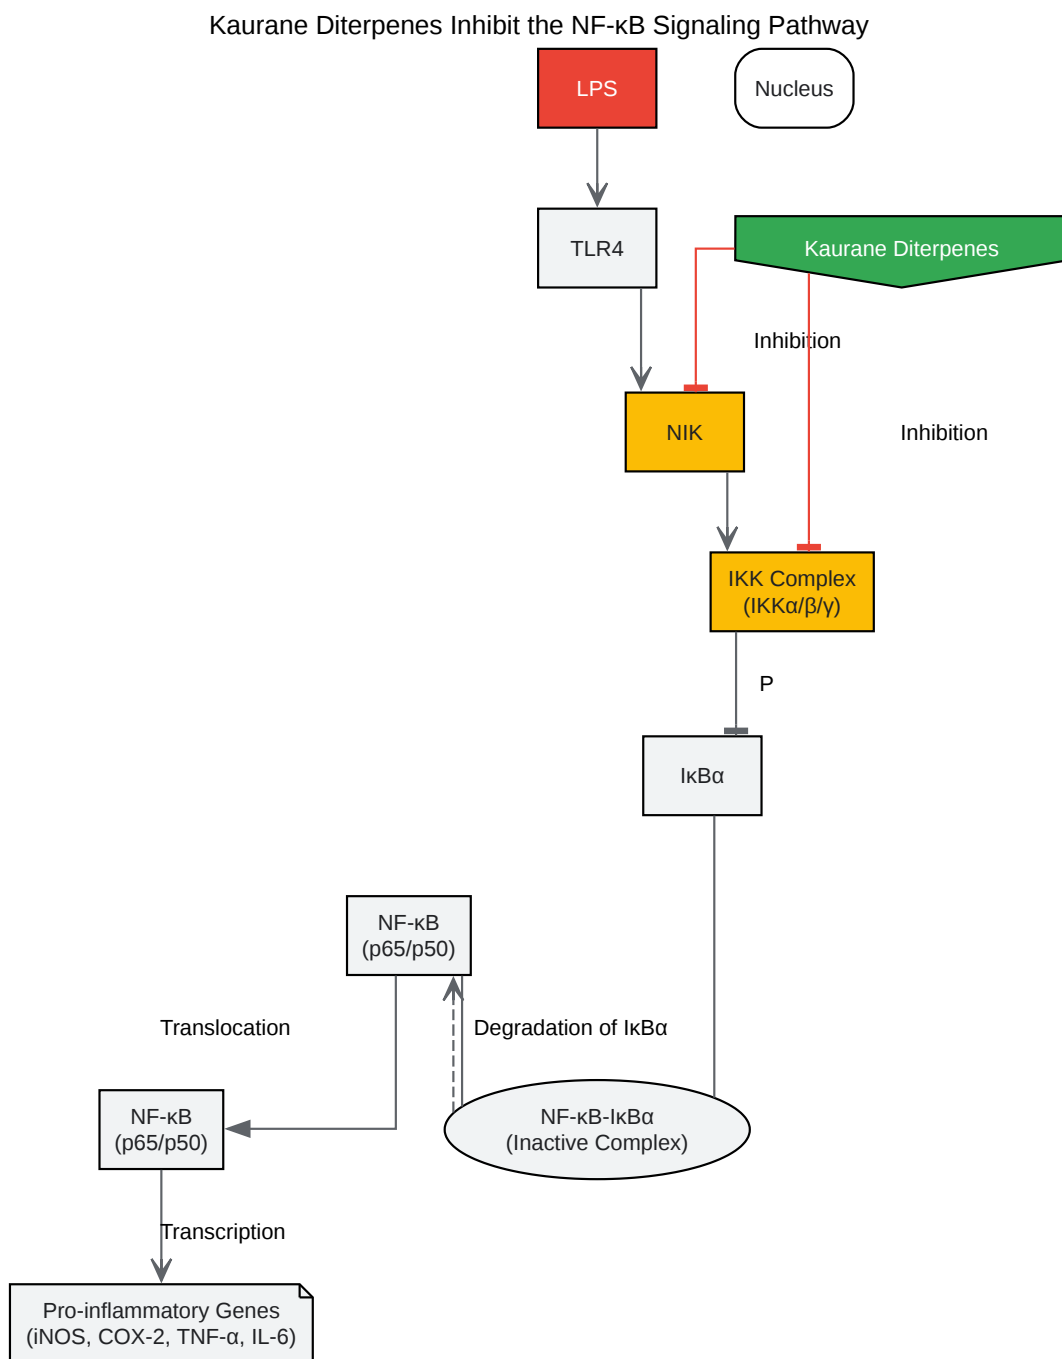 Kaurane Diterpenes Inhibit the NF-κB Signaling Pathway
LPS
Nucleus
TLR4
Kaurane Diterpenes
Inhibition
NIK
Inhibition
IKK Complex
(IKKα/β/γ)
P
IκBα
NF-κB
(p65/p50)
Translocation
Degradation of IκBα
NF-κB
(p65/p50)
NF-κB-IκBα
(Inactive Complex)
Transcription
Pro-inflammatory Genes
(iNOS, COX-2, TNF-α, IL-6)